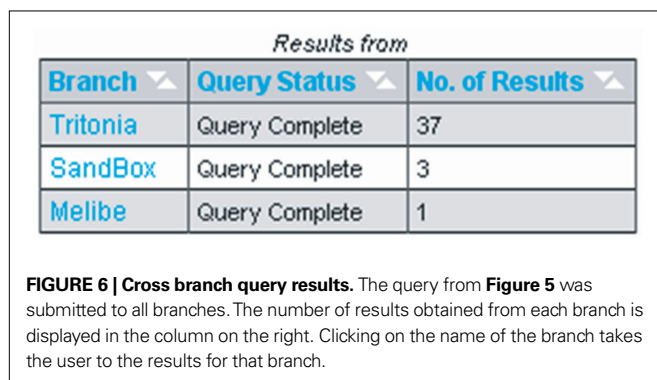 Results from
Branch Query Status No. of Results
Tritonia Query Complete 37
SandBox Query Complete 3
Melibe Query Complete 1
FIGURE 6 | Cross branch query results. The query from Figure 5 was
submitted to all branches. The number of results obtained from each branch is
displayed in the column on the right. Clicking on the name of the branch takes
the user to the results for that branch.